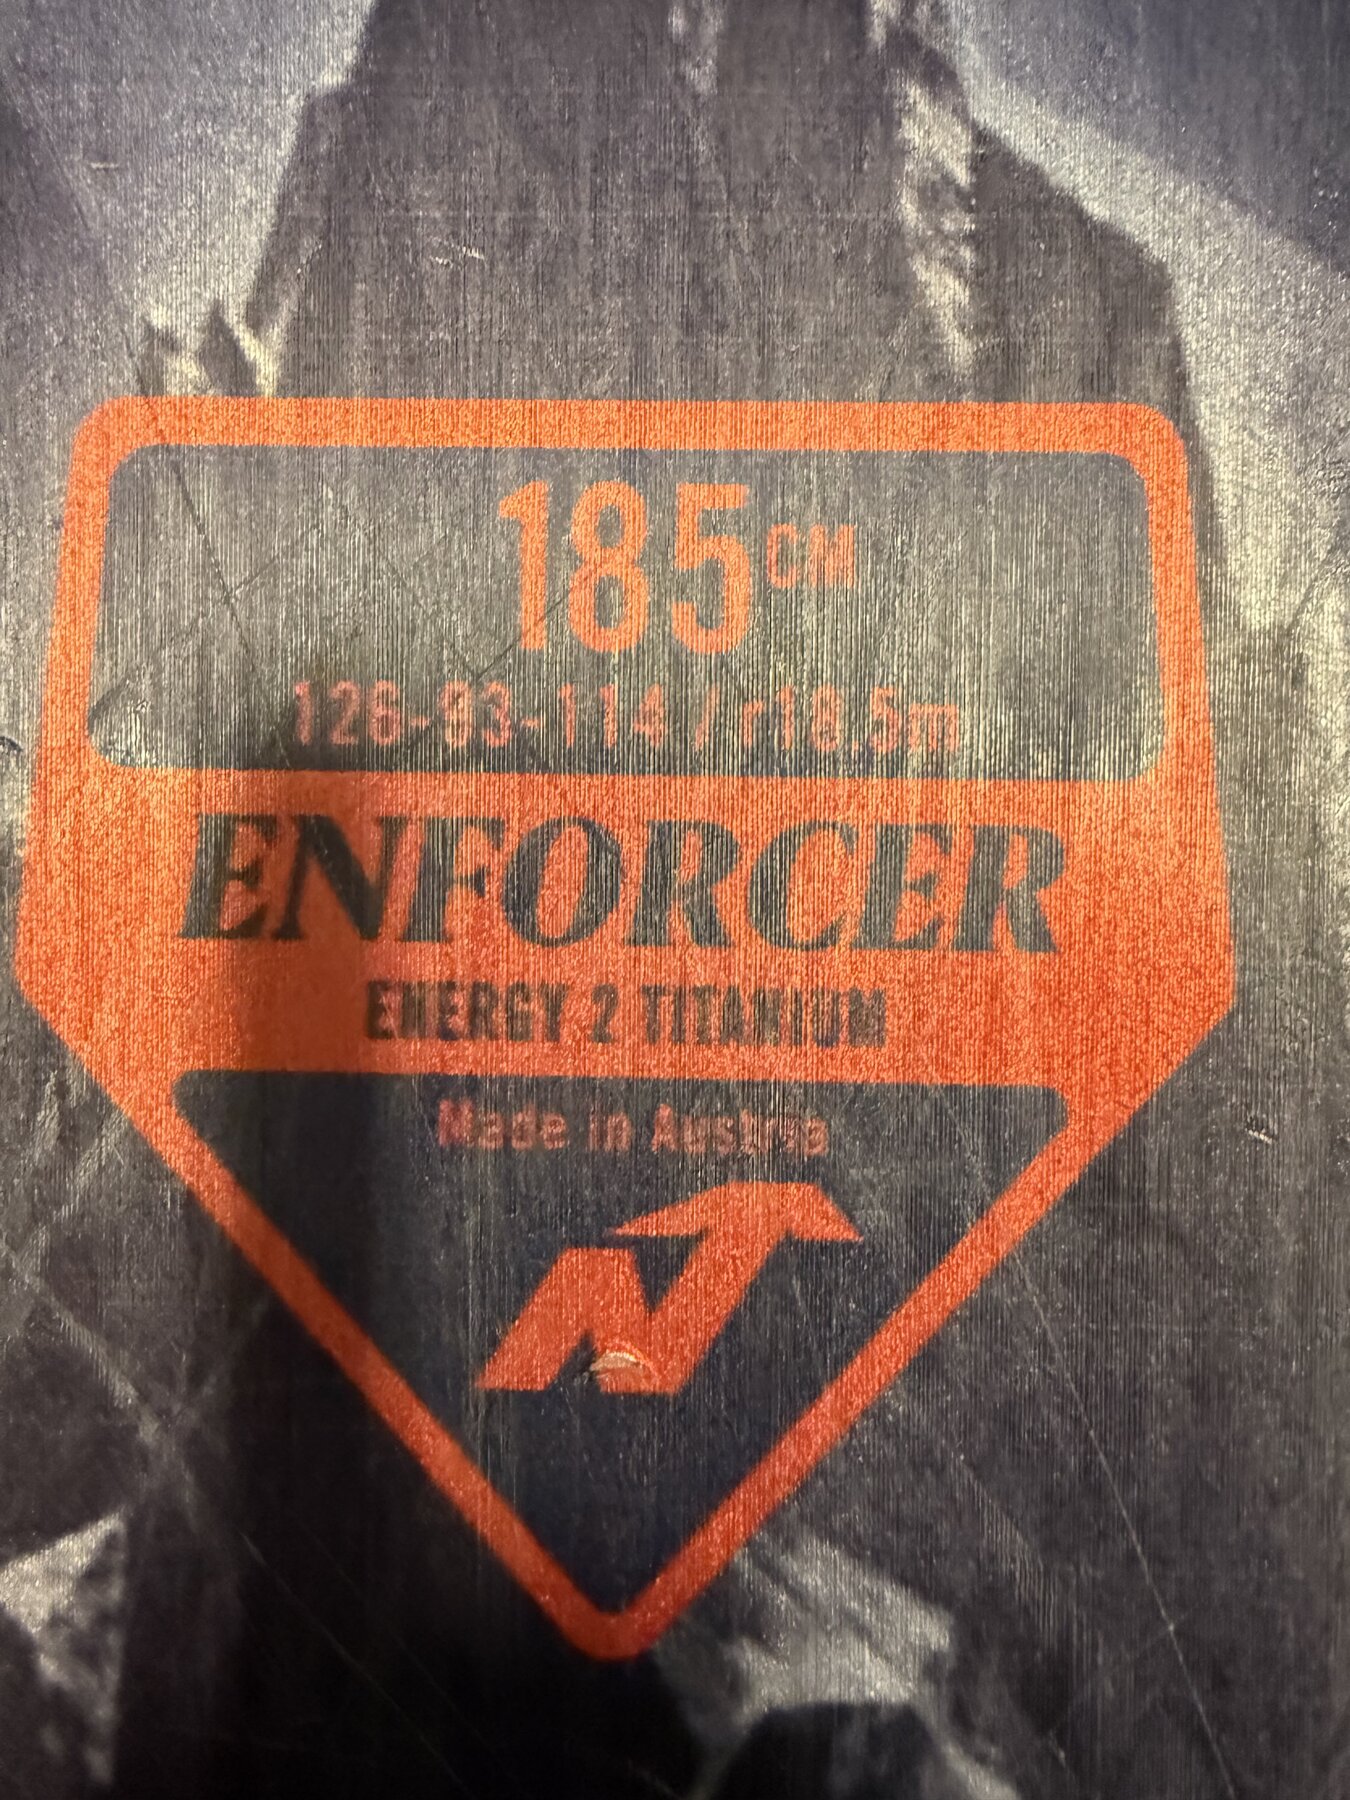 185CM
126-93-114 / r18.5m
ENFORCER
ENERGY 2 TITANIUM
Made in Austria
N